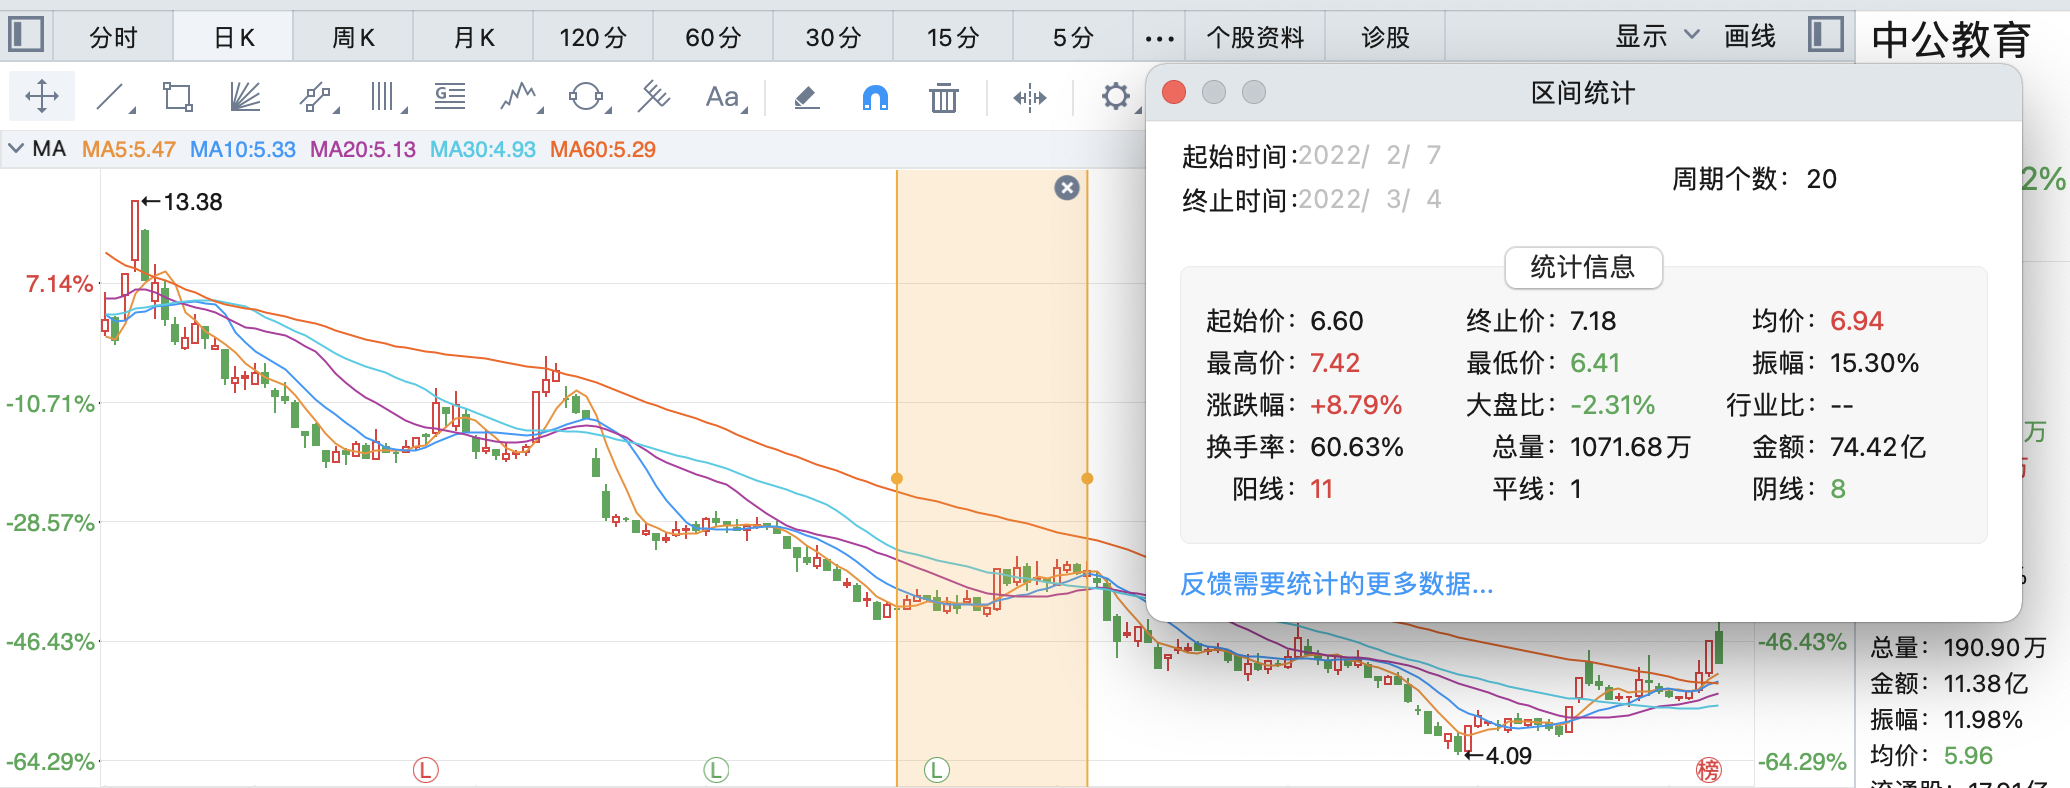 分时 日K 周K 月K 120分 60分 30分 15分 5分 ··· 个股资料 诊股 显示 画线 中公教育
Aa
MA MA5:5.47 MA10:5.33 MA20:5.13 MA30:4.93 MA60:5.29
区间统计
起始时间:2022/ 2/ 7
终止时间:2022/ 3/ 4
周期个数: 20
2%
统计信息
起始价: 6.60 终止价: 7.18 均价: 6.94
最高价: 7.42 最低价: 6.41 振幅: 15.30%
涨跌幅: +8.79% 大盘比: -2.31% 行业比: --
换手率: 60.63% 总量: 1071.68万 金额: 74.42亿
阳线: 11 平线: 1 阴线: 8
反馈需要统计的更多数据...
13.38
7.14%
-10.71%
-28.57%
-46.43%
-64.29%
L
L
L
4.09
榜
-46.43%
-64.29%
万
总量: 190.90万
金额: 11.38亿
振幅: 11.98%
均价: 5.96